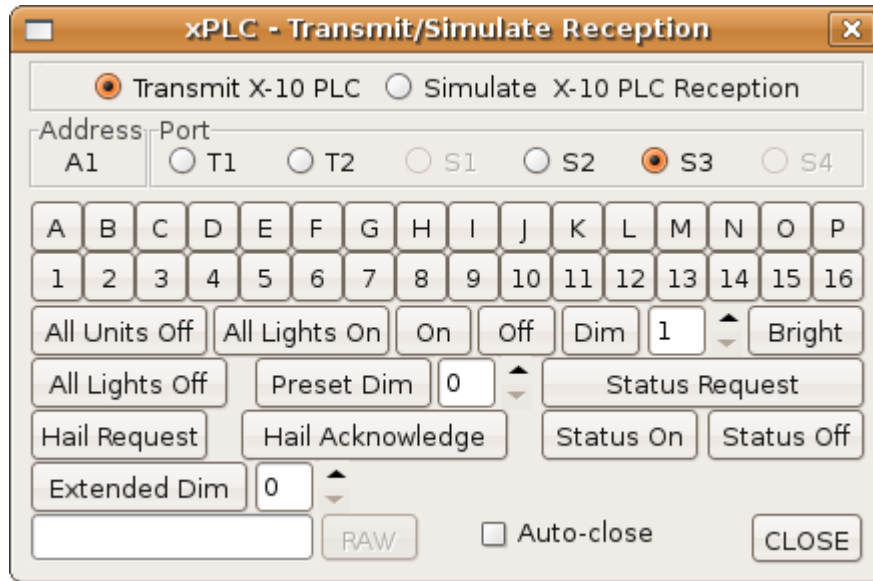 xPLC - Transmit/Simulate Reception
Transmit X-10 PLC Simulate X-10 PLC Reception
Address Port
A1 T1 T2 S1 S2 S3 S4
A B C D E F G H I J K L M N O P
1 2 3 4 5 6 7 8 9 10 11 12 13 14 15 16
All Units Off All Lights On On Off Dim 1 Bright
All Lights Off Preset Dim 0 Status Request
Hail Request Hail Acknowledge Status On Status Off
Extended Dim 0
RAW Auto-close CLOSE